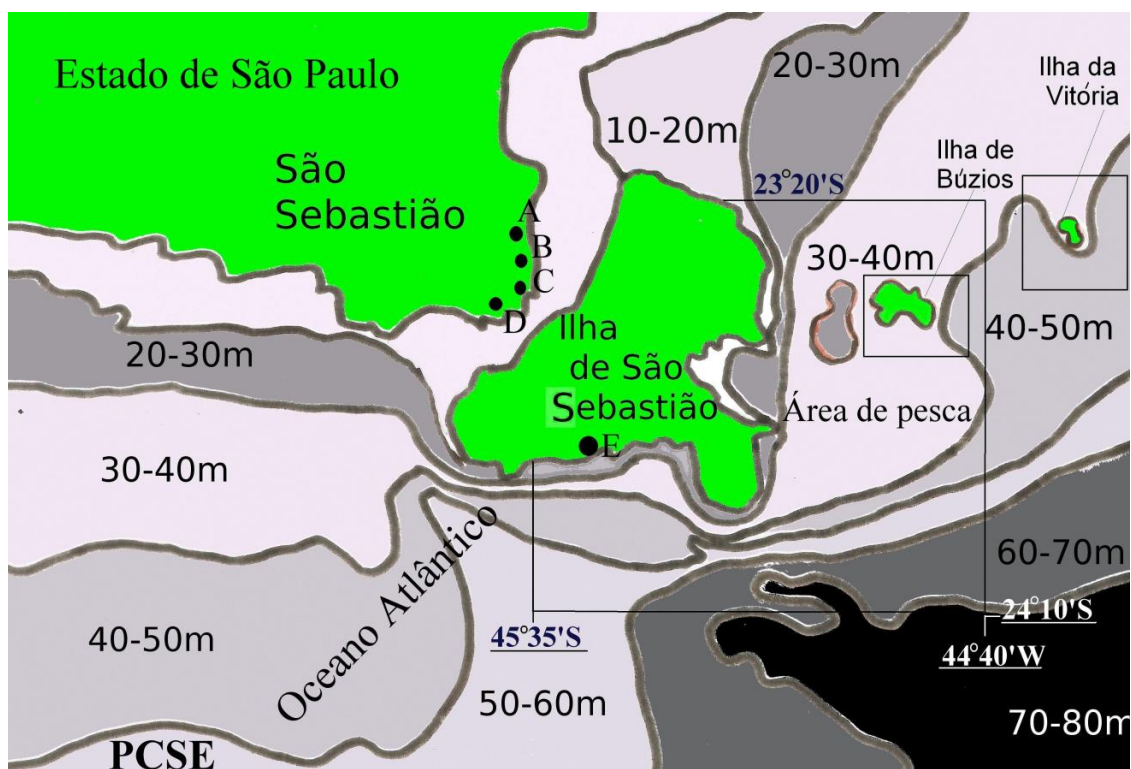 Estado de São Paulo
20-30m
Ilha da
Vitória
10-20m
Ilha de
Búzios
São
Sebastião
23°20'S
A
B
C
D
30-40m
20-30m
Ilha
de São
Sebastião
40-50m
Área de pesca
E
30-40m
Oceano Atlântico
60-70m
24°10'S
45°35'S
44°40'W
40-50m
50-60m
70-80m
PCSE